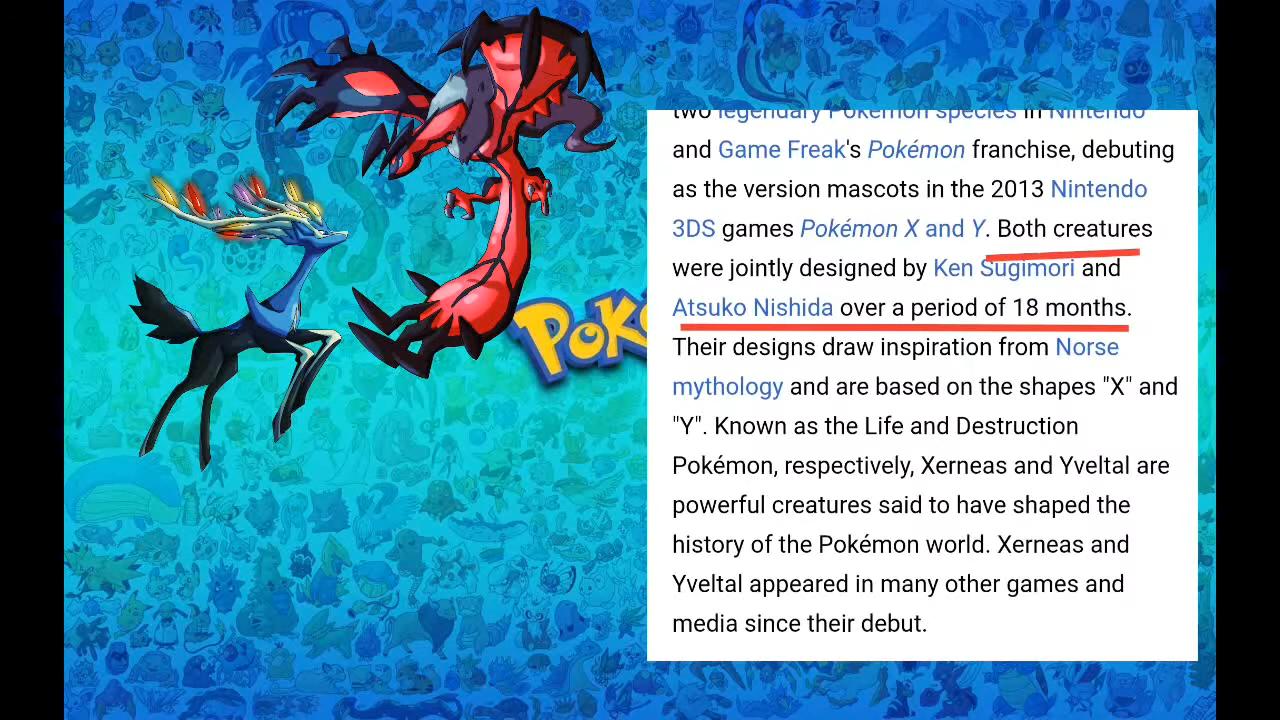 two legendary Pokémon species in Nintendo
and Game Freak's Pokémon franchise, debuting
as the version mascots in the 2013 Nintendo
3DS games Pokémon X and Y. Both creatures
were jointly designed by Ken Sugimori and
Atsuko Nishida over a period of 18 months.
Their designs draw inspiration from Norse
mythology and are based on the shapes "X" and
"Y". Known as the Life and Destruction
Pokémon, respectively, Xerneas and Yveltal are
powerful creatures said to have shaped the
history of the Pokémon world. Xerneas and
Yveltal appeared in many other games and
media since their debut.
Poké